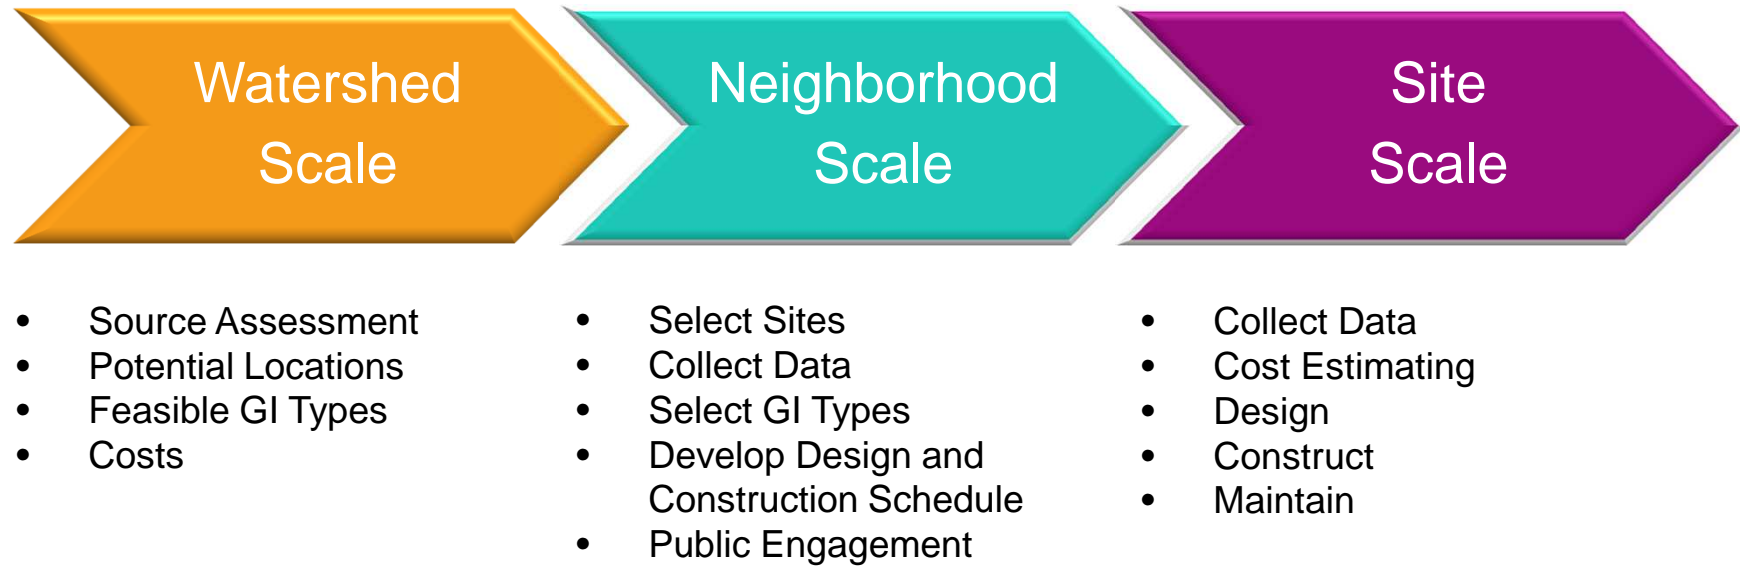 Watershed
Scale
Neighborhood
Scale
Site
Scale
• Source Assessment
• Potential Locations
• Feasible GI Types
• Costs
• Select Sites
• Collect Data
• Select GI Types
• Develop Design and
Construction Schedule
• Public Engagement
• Collect Data
• Cost Estimating
• Design
• Construct
• Maintain